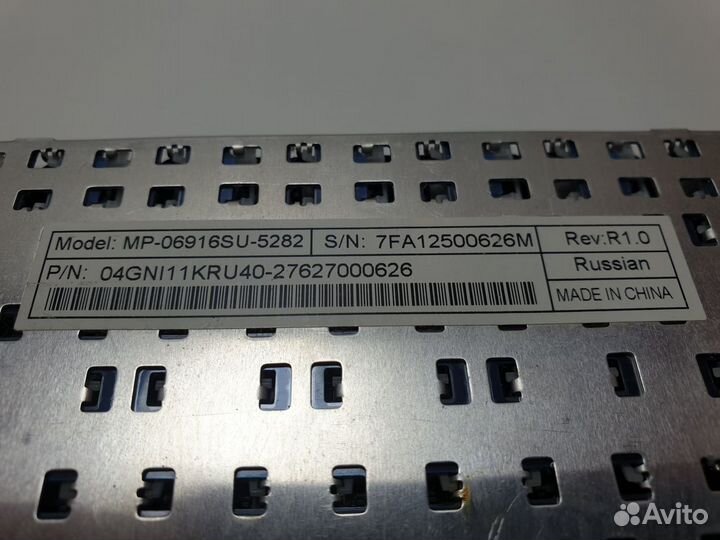 Model: MP-06916SU-5282 S/N: 7FA12500626M Rev:R1.0
P/N: 04GNI11KRU40-27627000626 Russian
MADE IN CHINA
Avito